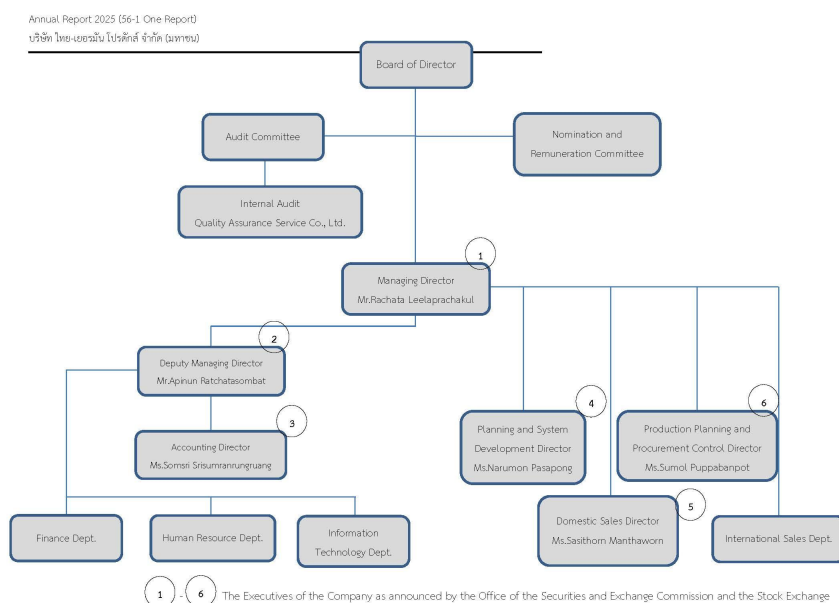 Annual Report 2025 (56-1 One Report)
บริษัท ไทย-เยอรมัน โปรดักส์ จำกัด (มหาชน)
Board of Director
Audit Committee
Nomination and
Remuneration Committee
Internal Audit
Quality Assurance Service Co., Ltd.
1
Managing Director
Mr.Rachata Leelaprachakul
2
Deputy Managing Director
Mr.Apinun Ratchatasombat
3
Accounting Director
Ms.Somsri Srisumranrungruang
4
Planning and System
Development Director
Ms.Narumon Pasapong
6
Production Planning and
Procurement Control Director
Ms.Sumol Puppabanpot
5
Domestic Sales Director
Ms.Sasithorn Manthaworn
International Sales Dept.
Finance Dept.
Human Resource Dept.
Information
Technology Dept.
1 - 6 The Executives of the Company as announced by the Office of the Securities and Exchange Commission and the Stock Exchange